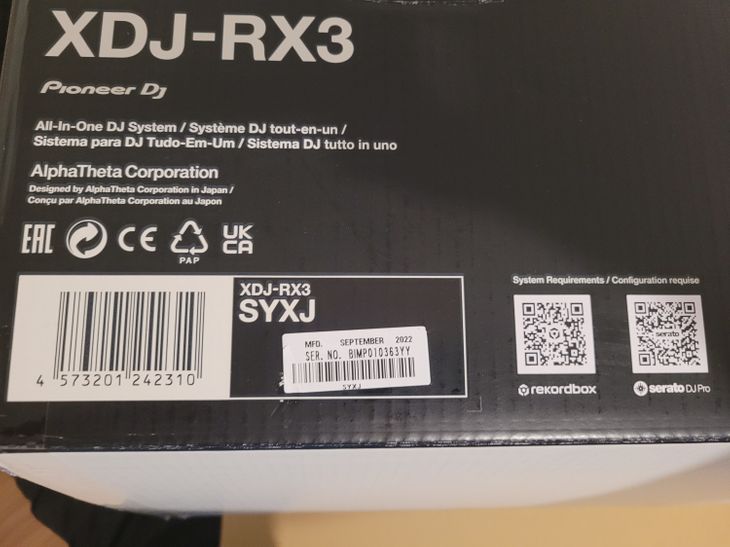 XDJ-RX3
Pioneer Dj
All-In-One DJ System / Système DJ tout-en-un /
Sistema para DJ Tudo-Em-Um / Sistema DJ tutto in uno
AlphaTheta Corporation
Designed by AlphaTheta Corporation in Japan /
Conçu par AlphaTheta Corporation au Japon
EAC CE PAP UK CA
System Requirements / Configuration requise
XDJ-RX3
SYXJ
MFD. SEPTEMBER 2022
SER. NO. BIMP010363YY
SYXJ
4 573201 242310
serato
rekordbox
serato DJ Pro